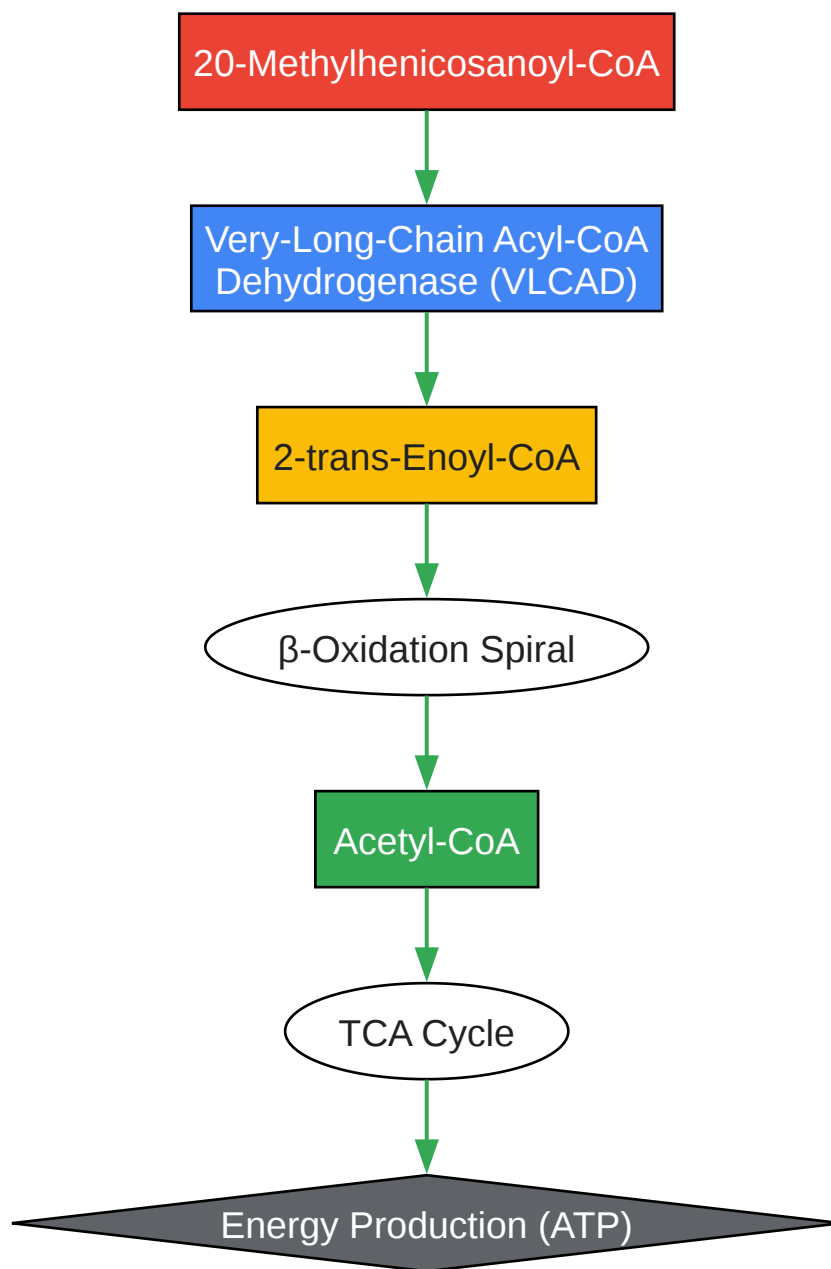 20-Methylhenicosanoyl-CoA
Very-Long-Chain Acyl-CoA
Dehydrogenase (VLCAD)
2-trans-Enoyl-CoA
β-Oxidation Spiral
Acetyl-CoA
TCA Cycle
Energy Production (ATP)